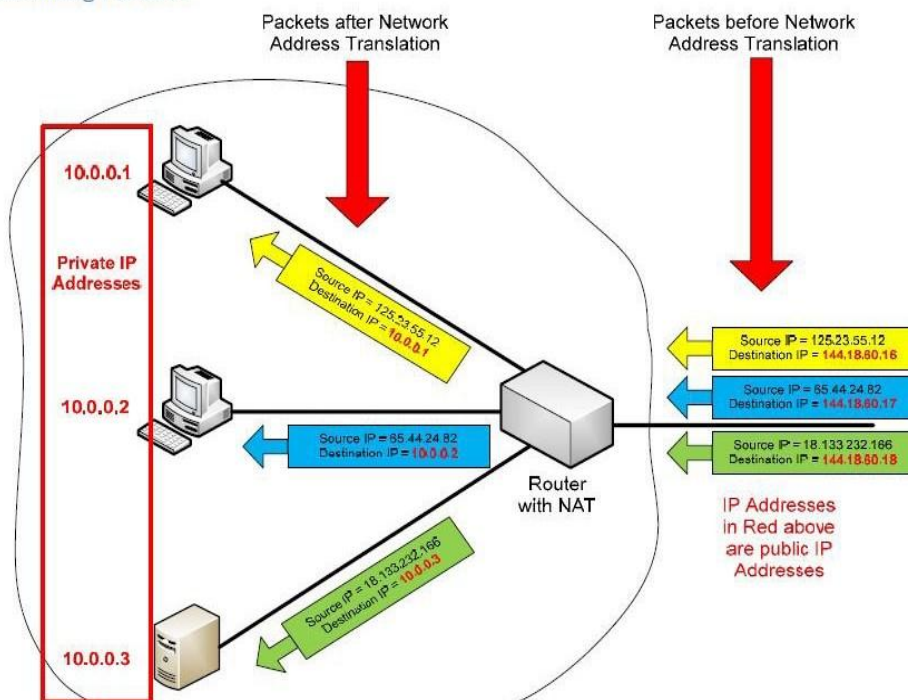 Packets after Network
Address Translation
Packets before Network
Address Translation
10.0.0.1
Private IP
Addresses
Source IP = 125.23.55.12
Destination IP = 10.0.0.1
Source IP = 125.23.55.12
Destination IP = 144.18.60.16
10.0.0.2
Source IP = 65.44.24.82
Destination IP = 10.0.0.2
Source IP = 65.44.24.82
Destination IP = 144.18.60.17
Source IP = 18.133.232.166
Destination IP = 144.18.60.18
Router
with NAT
IP Addresses
in Red above
are public IP
Addresses
Source IP = 18.133.232.166
Destination IP = 10.0.0.3
10.0.0.3